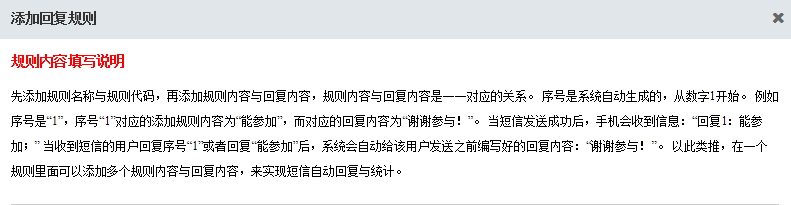 添加回复规则
规则内容填写说明
先添加规则名称与规则代码，再添加规则内容与回复内容，规则内容与回复内容是一一对应的关系。 序号是系统自动生成的，从数字1开始。 例如
序号是“1”，序号“1”对应的添加规则内容为“能参加”，而对应的回复内容为“谢谢参与！”。 当短信发送成功后，手机会收到信息：“回复1：能参
加；” 当收到短信的用户回复序号“1”或者回复“能参加”后，系统会自动给该用户发送之前编写好的回复内容：“谢谢参与！”。 以此类推，在一个
规则里面可以添加多个规则内容与回复内容，来实现短信自动回复与统计。